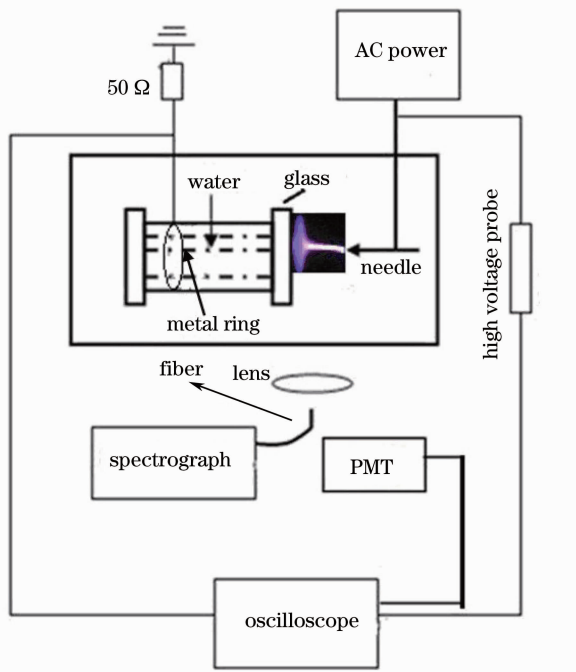 AC power
50 Ω
water
glass
needle
high voltage probe
metal ring
fiber
lens
spectrograph
PMT
oscilloscope